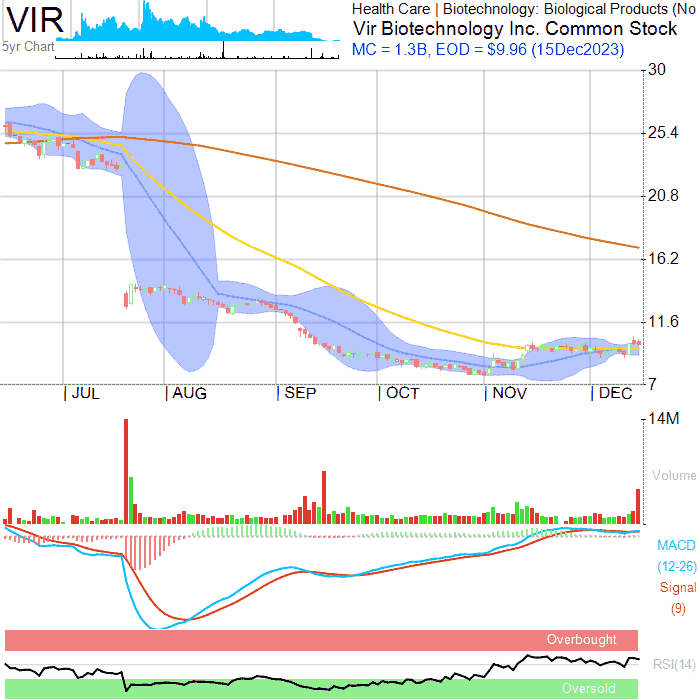 VIR
5yr Chart
Health Care | Biotechnology: Biological Products (No
Vir Biotechnology Inc. Common Stock
MC = 1.3B, EOD = $9.96 (15Dec2023)
30
25.4
20.8
16.2
11.6
7
JUL AUG SEP OCT NOV DEC
14M
Volume
MACD
(12-26)
Signal
(9)
Overbought
RSI(14)
Oversold